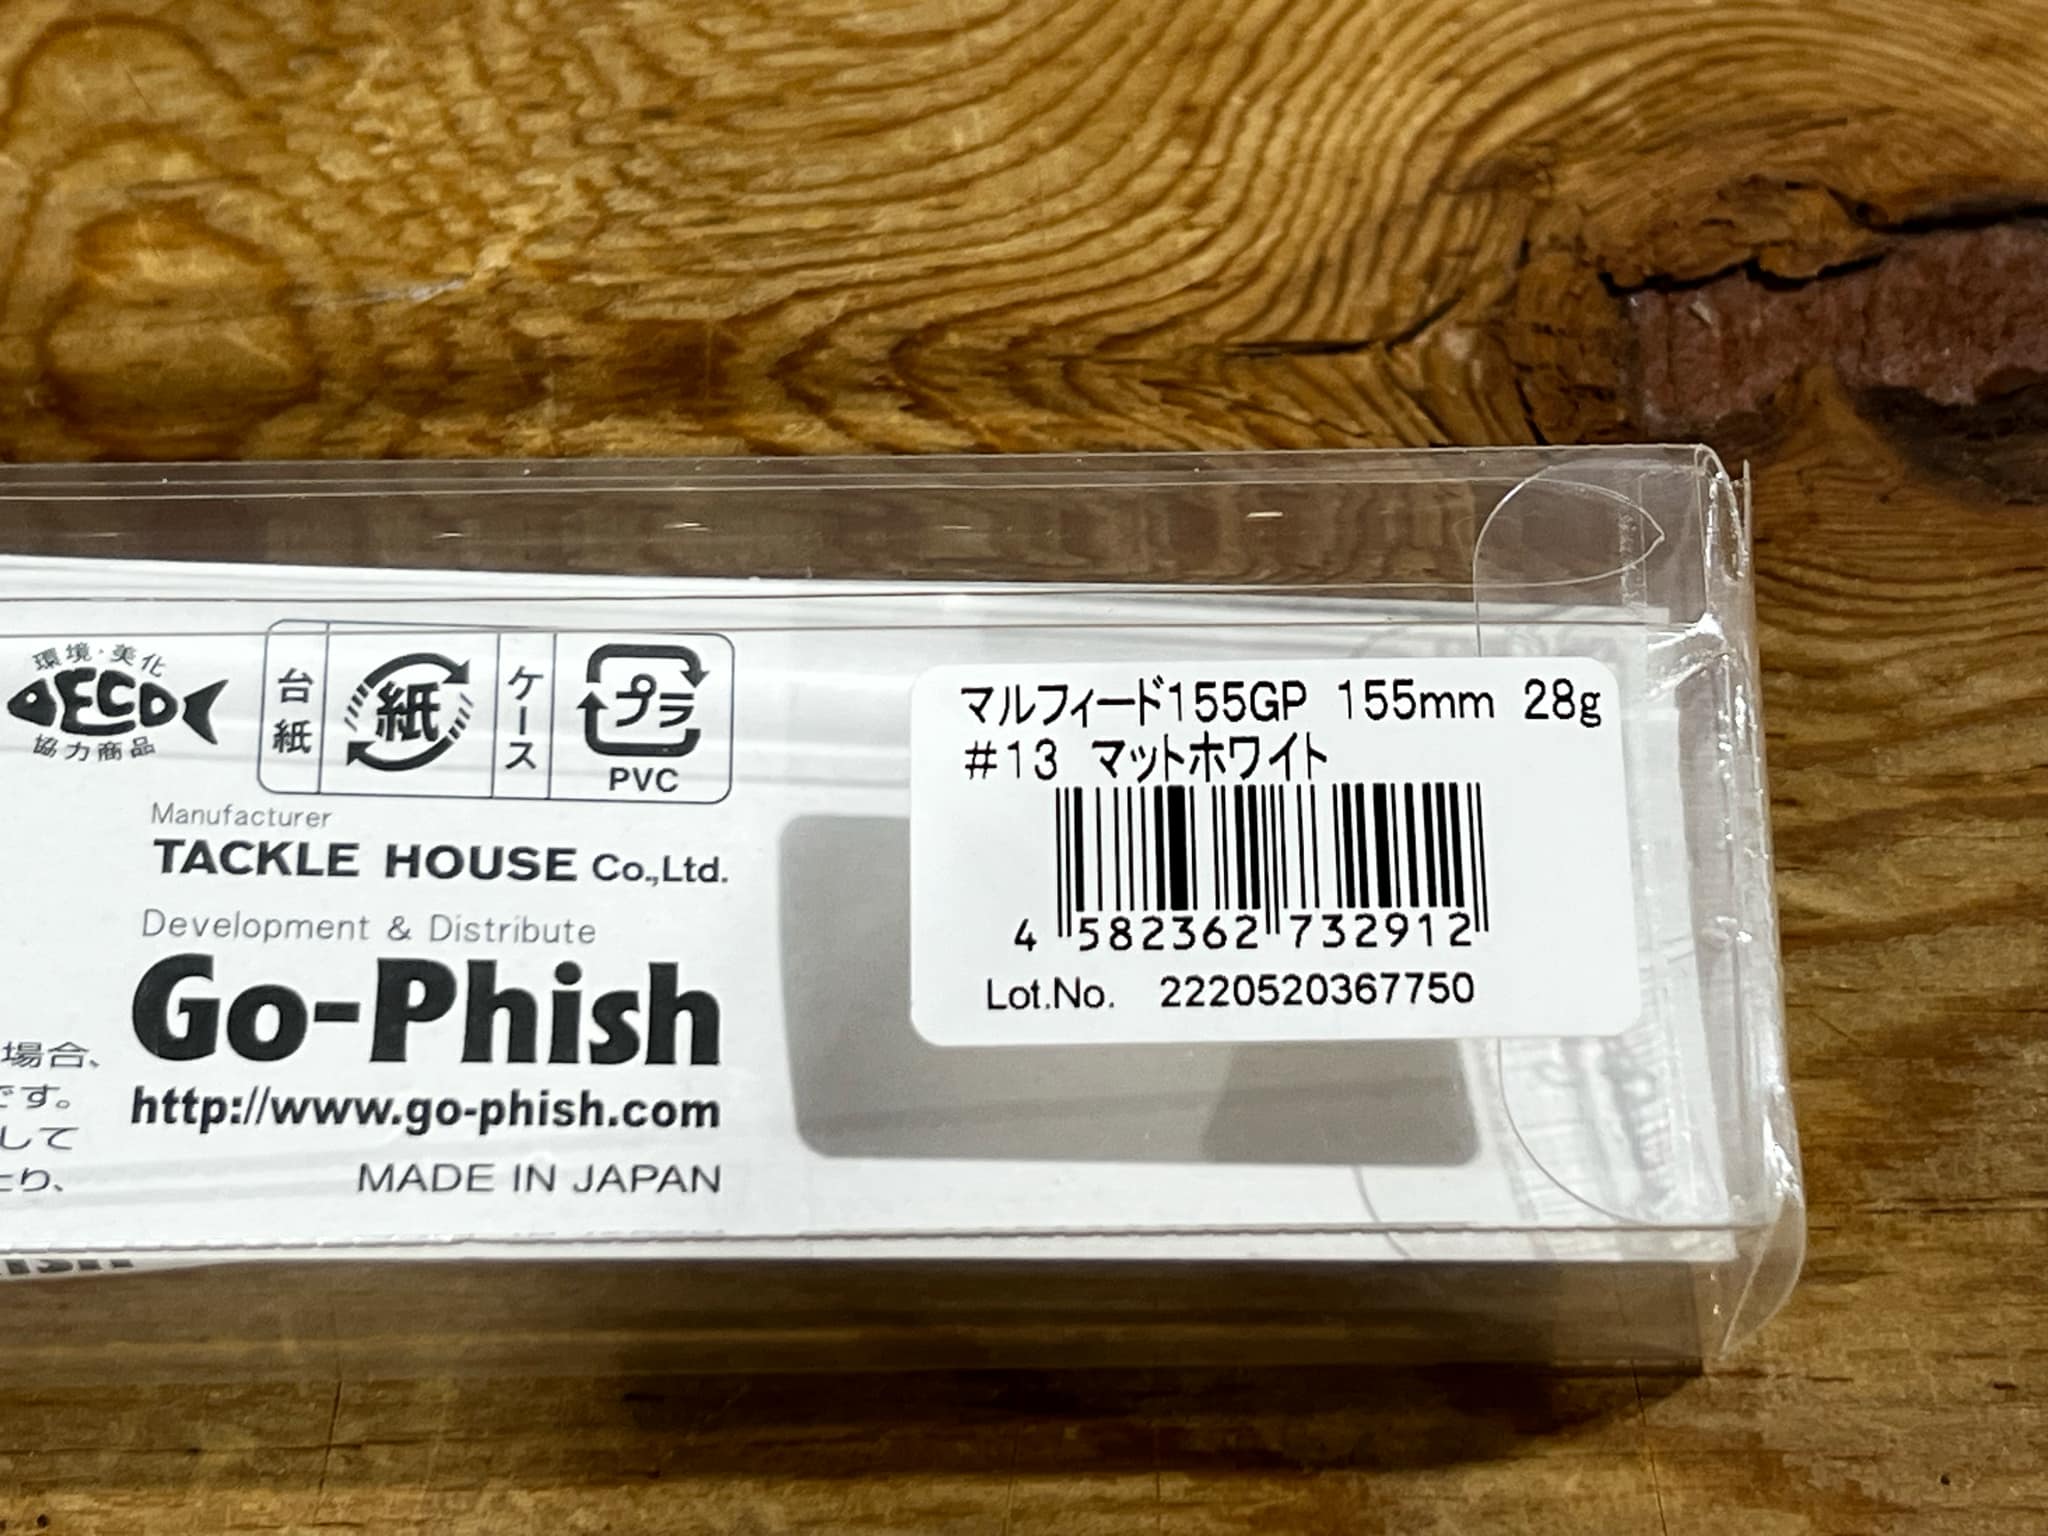 環境・美化
ECO
協力商品
台紙
紙
ケース
プラ
PVC
Manufacturer
TACKLE HOUSE Co.,Ltd.
Development & Distribute
Go-Phish
http://www.go-phish.com
MADE IN JAPAN
場合、
です。
して
たり、
マルフィード155GP 155mm 28g
#13 マットホワイト
4 582362 732912
Lot.No. 2220520367750